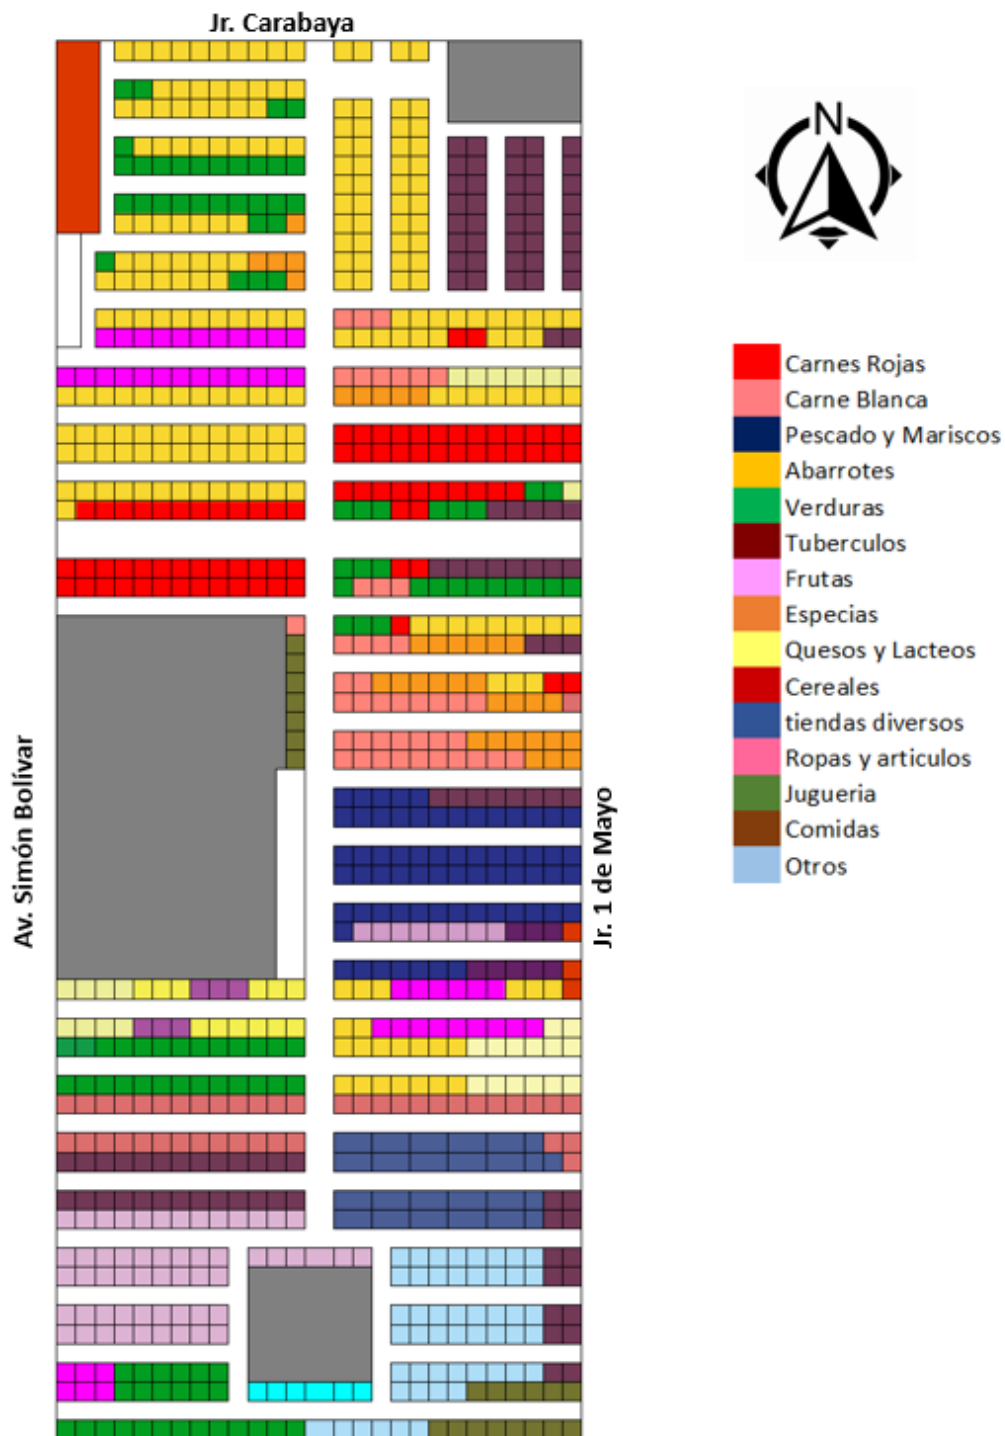 Jr. Carabaya
N
Carnes Rojas
Carne Blanca
Pescado y Mariscos
Abarrotes
Verduras
Tuberculos
Frutas
Especias
Quesos y Lacteos
Cereales
tiendas diversos
Ropas y articulos
Jugueria
Comidas
Otros
Av. Simón Bolívar
Jr. 1 de Mayo